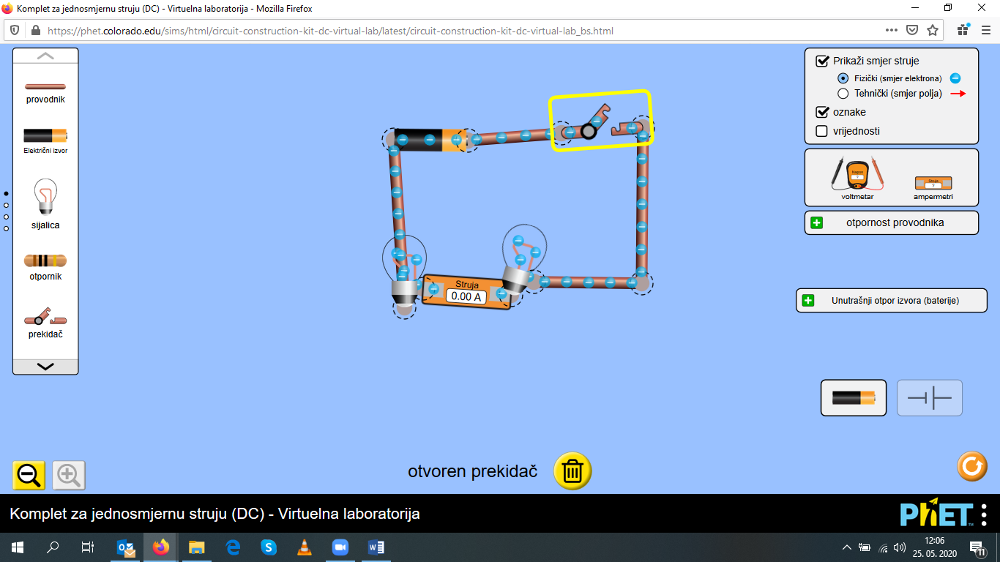 Komplet za jednosmjernu struju (DC) - Virtuelna laboratorija - Mozilla Firefox
https://phet.colorado.edu/sims/html/circuit-construction-kit-dc-virtual-lab/latest/circuit-construction-kit-dc-virtual-lab_bs.html
provodnik
Električni izvor
sijalica
otpornik
prekidač
Prikaži smjer struje
Fizički (smjer elektrona)
Tehnički (smjer polja)
oznake
vrijednosti
Napon
?
voltmetar
Struja
?
ampermetri
otpornost provodnika
Unutrašnji otpor izvora (baterije)
Struja
0.00 A
otvoren prekidač
Komplet za jednosmjernu struju (DC) - Virtuelna laboratorija
PhET
12:06
25. 05. 2020
11